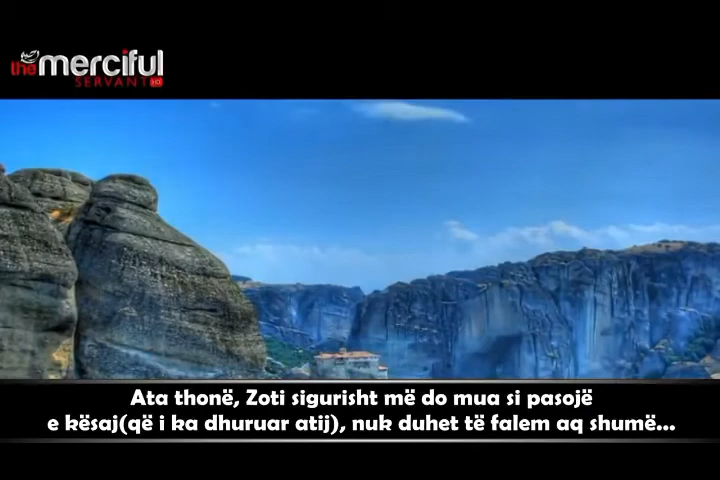 the merciful
SERVANT HD
Ata thonë, Zoti sigurisht më do mua si pasojë
e kësaj(që i ka dhuruar atij), nuk duhet të falem aq shumë...